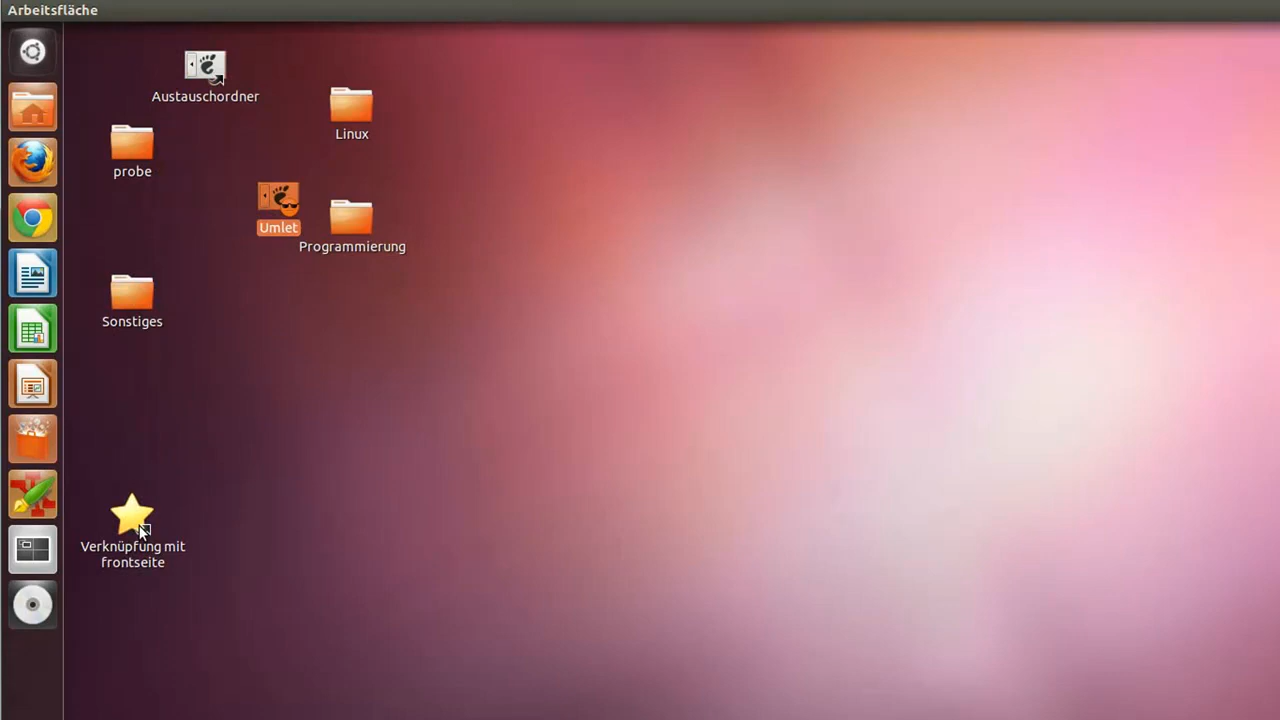 Arbeitsfläche
Austauschordner
Linux
probe
Umlet
Programmierung
Sonstiges
Verknüpfung mit
frontseite